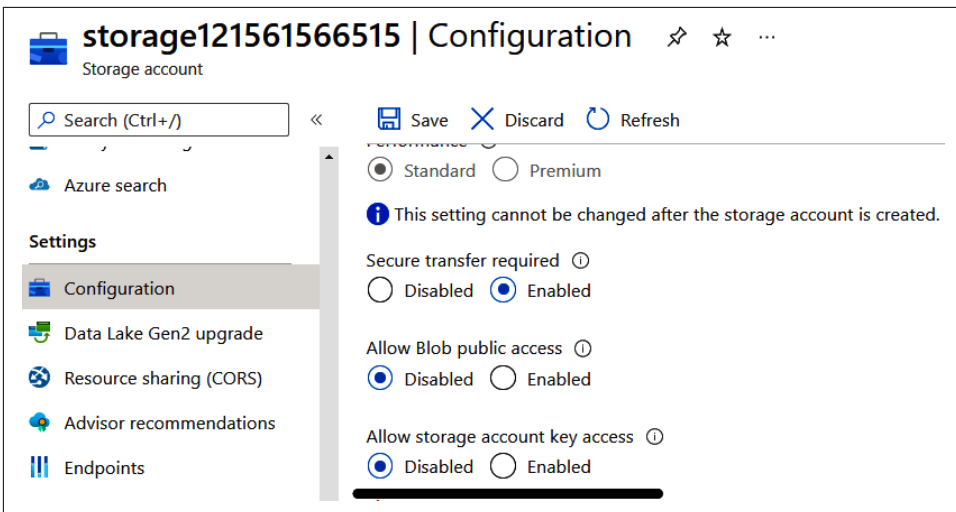 storage121561566515 | Configuration ...
Storage account
Search (Ctrl+/) «
Save Discard Refresh
Azure search
Settings
Configuration
Data Lake Gen2 upgrade
Resource sharing (CORS)
Advisor recommendations
Endpoints
Performance
Standard Premium
This setting cannot be changed after the storage account is created.
Secure transfer required
Disabled Enabled
Allow Blob public access
Disabled Enabled
Allow storage account key access
Disabled Enabled